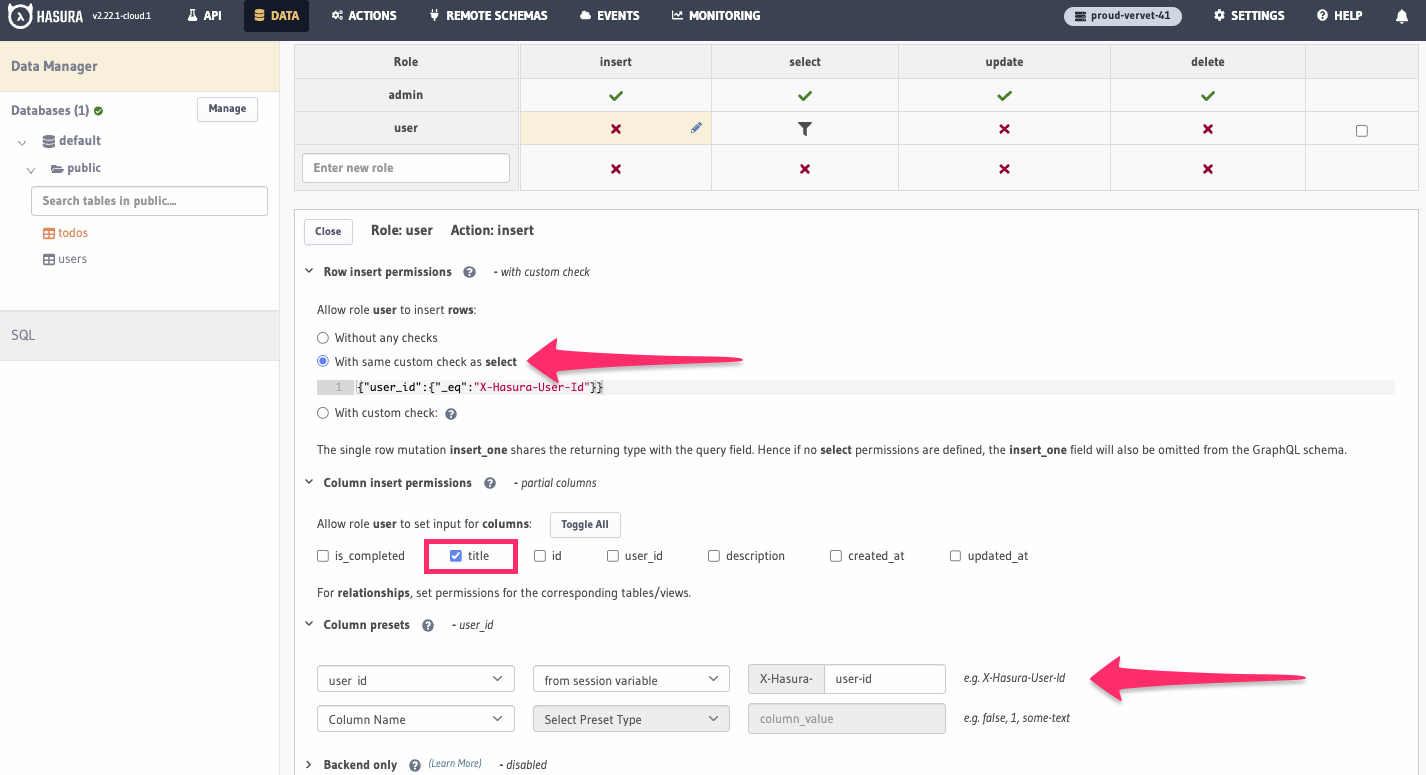 HASURA v2.22.1-cloud.1 API DATA ACTIONS REMOTE SCHEMAS EVENTS MONITORING proud-vervet-41 SETTINGS HELP
Data Manager
Databases (1) Manage
default
public
Search tables in public....
todos
users
SQL
Role insert select update delete
admin
user
Enter new role
Close Role: user Action: insert
Row insert permissions ? - with custom check
Allow role user to insert rows:
Without any checks
With same custom check as select
1 {"user_id":{"_eq":"X-Hasura-User-Id"}}
With custom check: ?
The single row mutation insert_one shares the returning type with the query field. Hence if no select permissions are defined, the insert_one field will also be omitted from the GraphQL schema.
Column insert permissions ? - partial columns
Allow role user to set input for columns: Toggle All
is_completed title id user_id description created_at updated_at
For relationships, set permissions for the corresponding tables/views.
Column presets ? - user_id
user_id from session variable X-Hasura- user-id e.g. X-Hasura-User-Id
Column Name Select Preset Type column_value e.g. false, 1, some-text
Backend only ? (Learn More) - disabled